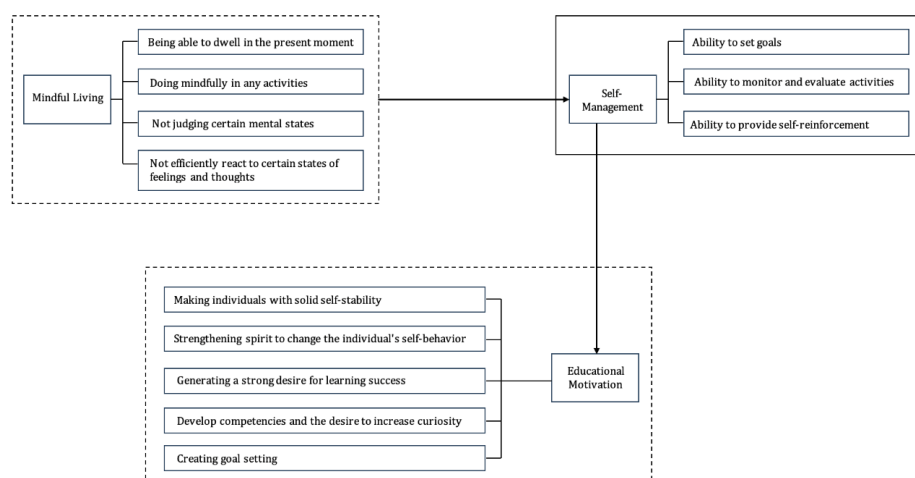 Mindful Living
Being able to dwell in the present moment
Doing mindfully in any activities
Not judging certain mental states
Not efficiently react to certain states of
feelings and thoughts
Self-
Management
Ability to set goals
Ability to monitor and evaluate activities
Ability to provide self-reinforcement
Making individuals with solid self-stability
Strengthening spirit to change the individual's self-behavior
Generating a strong desire for learning success
Develop competencies and the desire to increase curiosity
Creating goal setting
Educational
Motivation